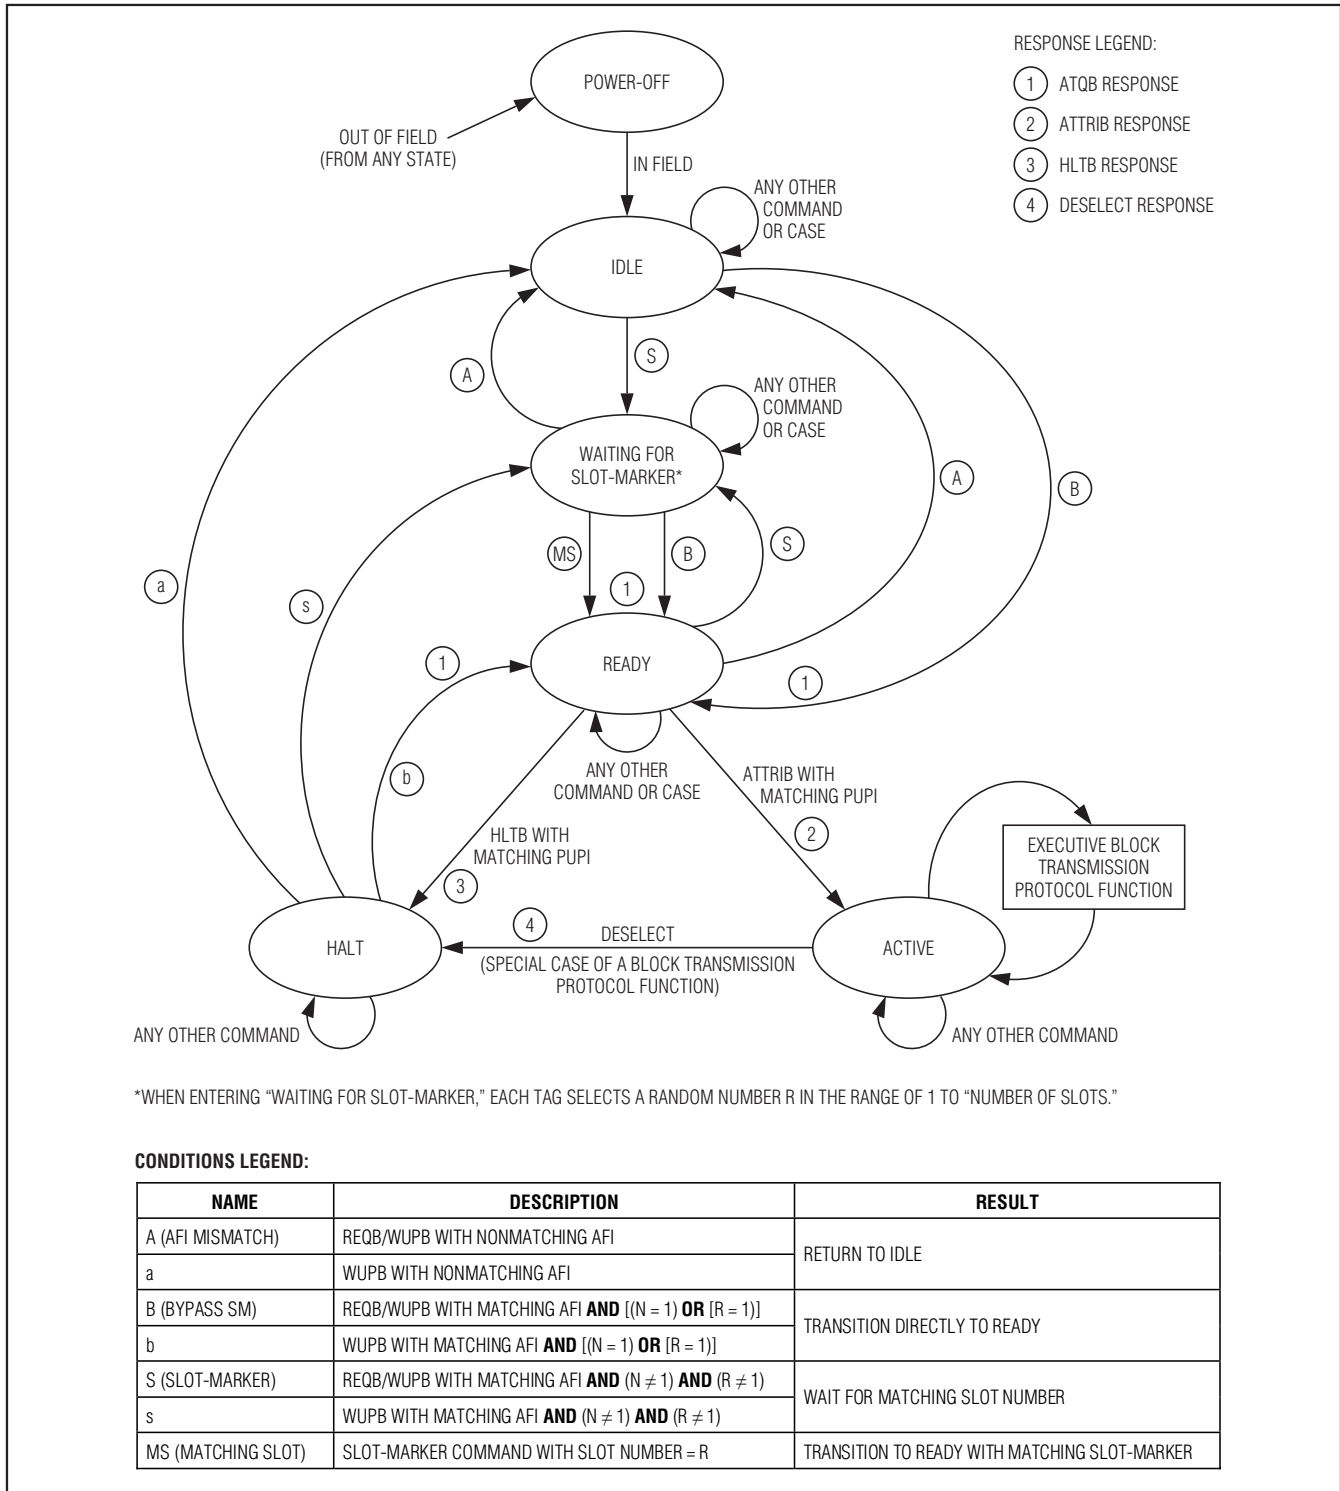 RESPONSE LEGEND:
1 ATQB RESPONSE
2 ATTRIB RESPONSE
3 HLTB RESPONSE
4 DESELECT RESPONSE
POWER-OFF
OUT OF FIELD
(FROM ANY STATE)
IN FIELD
ANY OTHER
COMMAND
OR CASE
IDLE
A
S
ANY OTHER
COMMAND
OR CASE
WAITING FOR
SLOT-MARKER*
A
B
MS
B
S
a
s
1
1
READY
1
b
ANY OTHER
COMMAND OR CASE
ATTRIB WITH
MATCHING PUPI
2
HLTB WITH
MATCHING PUPI
3
EXECUTIVE BLOCK
TRANSMISSION
PROTOCOL FUNCTION
HALT
4
DESELECT
(SPECIAL CASE OF A BLOCK TRANSMISSION
PROTOCOL FUNCTION)
ACTIVE
ANY OTHER COMMAND
ANY OTHER COMMAND
*WHEN ENTERING “WAITING FOR SLOT-MARKER,” EACH TAG SELECTS A RANDOM NUMBER R IN THE RANGE OF 1 TO “NUMBER OF SLOTS.”
CONDITIONS LEGEND:
NAME DESCRIPTION RESULT
A (AFI MISMATCH) REQB/WUPB WITH NONMATCHING AFI
RETURN TO IDLE
a WUPB WITH NONMATCHING AFI
B (BYPASS SM) REQB/WUPB WITH MATCHING AFI AND [(N = 1) OR [R = 1)]
TRANSITION DIRECTLY TO READY
b WUPB WITH MATCHING AFI AND [(N = 1) OR [R = 1)]
S (SLOT-MARKER) REQB/WUPB WITH MATCHING AFI AND (N ≠ 1) AND (R ≠ 1)
WAIT FOR MATCHING SLOT NUMBER
s WUPB WITH MATCHING AFI AND (N ≠ 1) AND (R ≠ 1)
MS (MATCHING SLOT) SLOT-MARKER COMMAND WITH SLOT NUMBER = R TRANSITION TO READY WITH MATCHING SLOT-MARKER